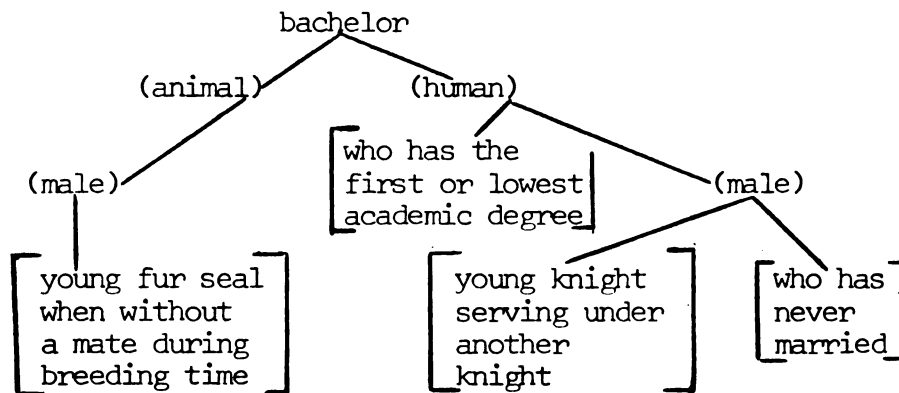 bachelor
(animal) (human)
who has the
first or lowest
academic degree
(male) (male)
young fur seal
when without
a mate during
breeding time
young knight
serving under
another
knight
who has
never
married